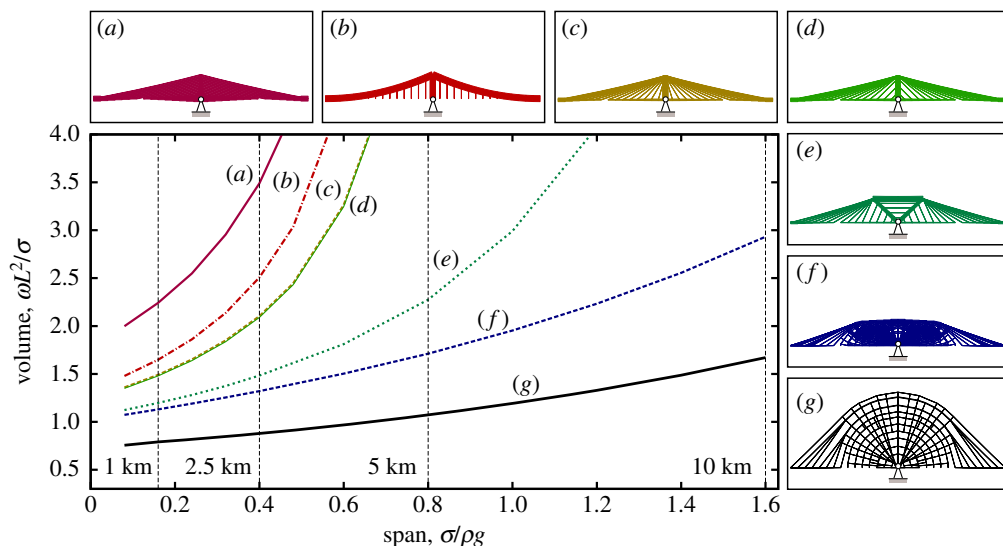 (a)
(b)
(c)
(d)
4.0
3.5
3.0
2.5
2.0
1.5
1.0
0.5
volume, ωL²/σ
(a)
(b)
(c)
(d)
(e)
(f)
(g)
1 km
2.5 km
5 km
10 km
0 0.2 0.4 0.6 0.8 1.0 1.2 1.4 1.6
span, σ/ρg
(e)
(f)
(g)